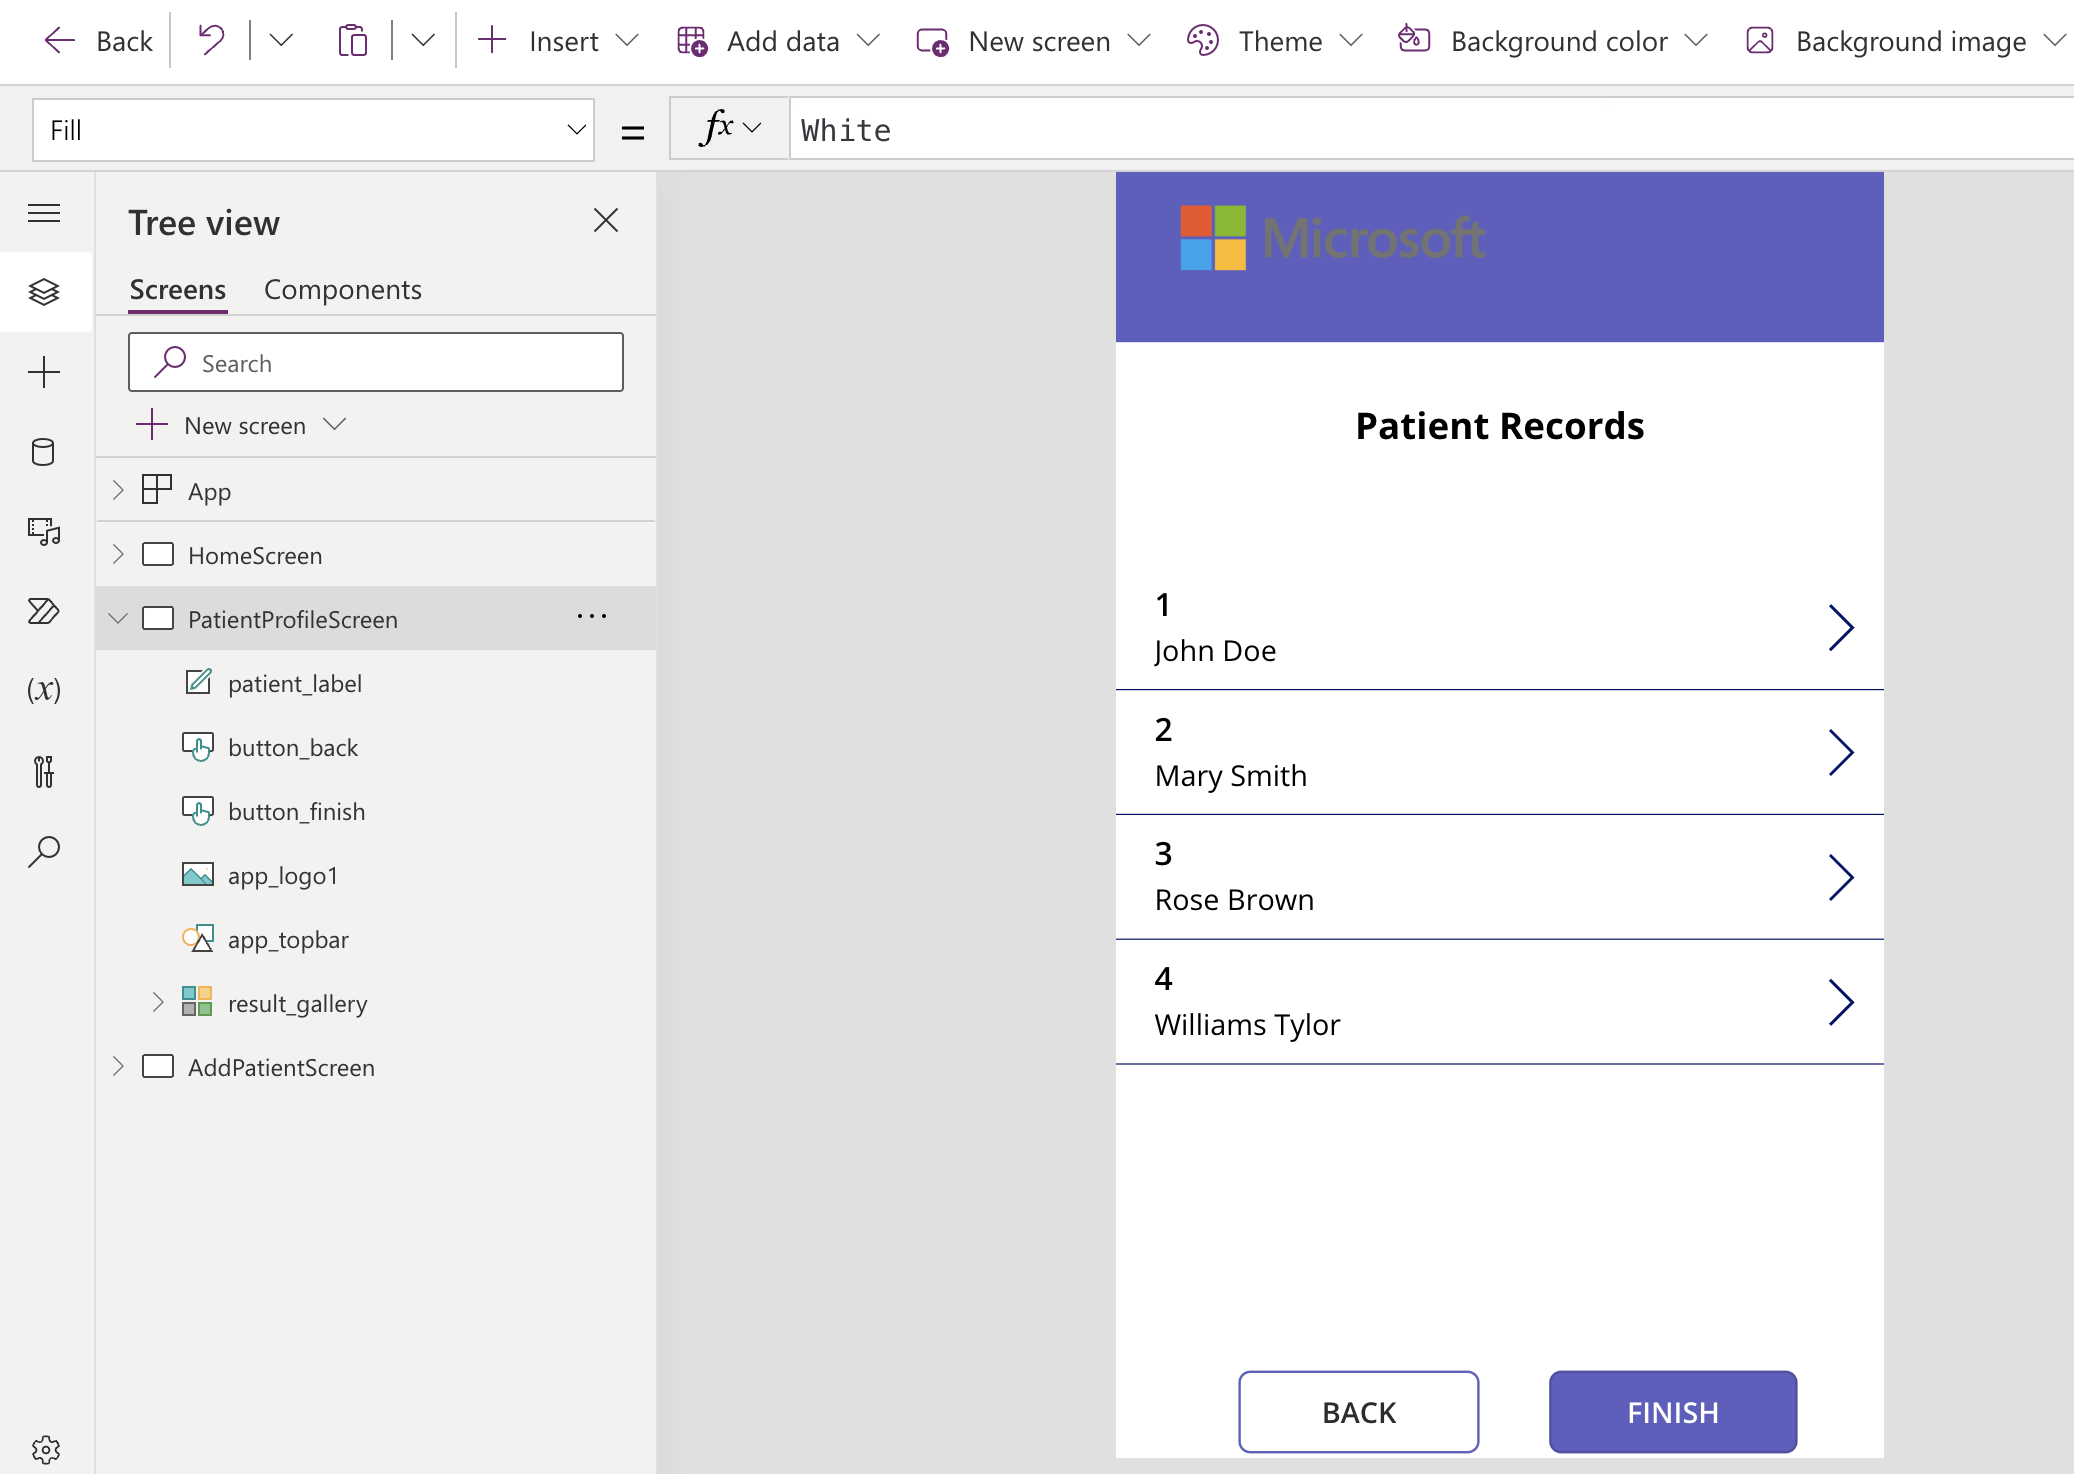 Back
Insert
Add data
New screen
Theme
Background color
Background image
Fill
=
fx
White
Tree view
Screens
Components
Search
New screen
App
HomeScreen
PatientProfileScreen
...
patient_label
button_back
button_finish
app_logo1
app_topbar
result_gallery
AddPatientScreen
(x)
Microsoft
Patient Records
1
John Doe
2
Mary Smith
3
Rose Brown
4
Williams Tylor
BACK
FINISH